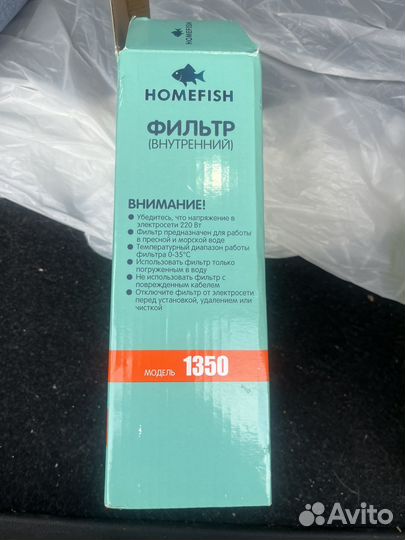 HOMEFISH
ФИЛЬТР
(ВНУТРЕННИЙ)
ВНИМАНИЕ!
● Убедитесь, что напряжение в
электросети 220 Вт
● Фильтр предназначен для работы
в пресной и морской воде
● Температурный диапазон работы
фильтра 0-35°C
● Использовать фильтр только
погруженным в воду
● Не использовать фильтр с
поврежденным кабелем
● Отключите фильтр от электросети
перед установкой, удалением или
чисткой
МОДЕЛЬ 1350
Avito